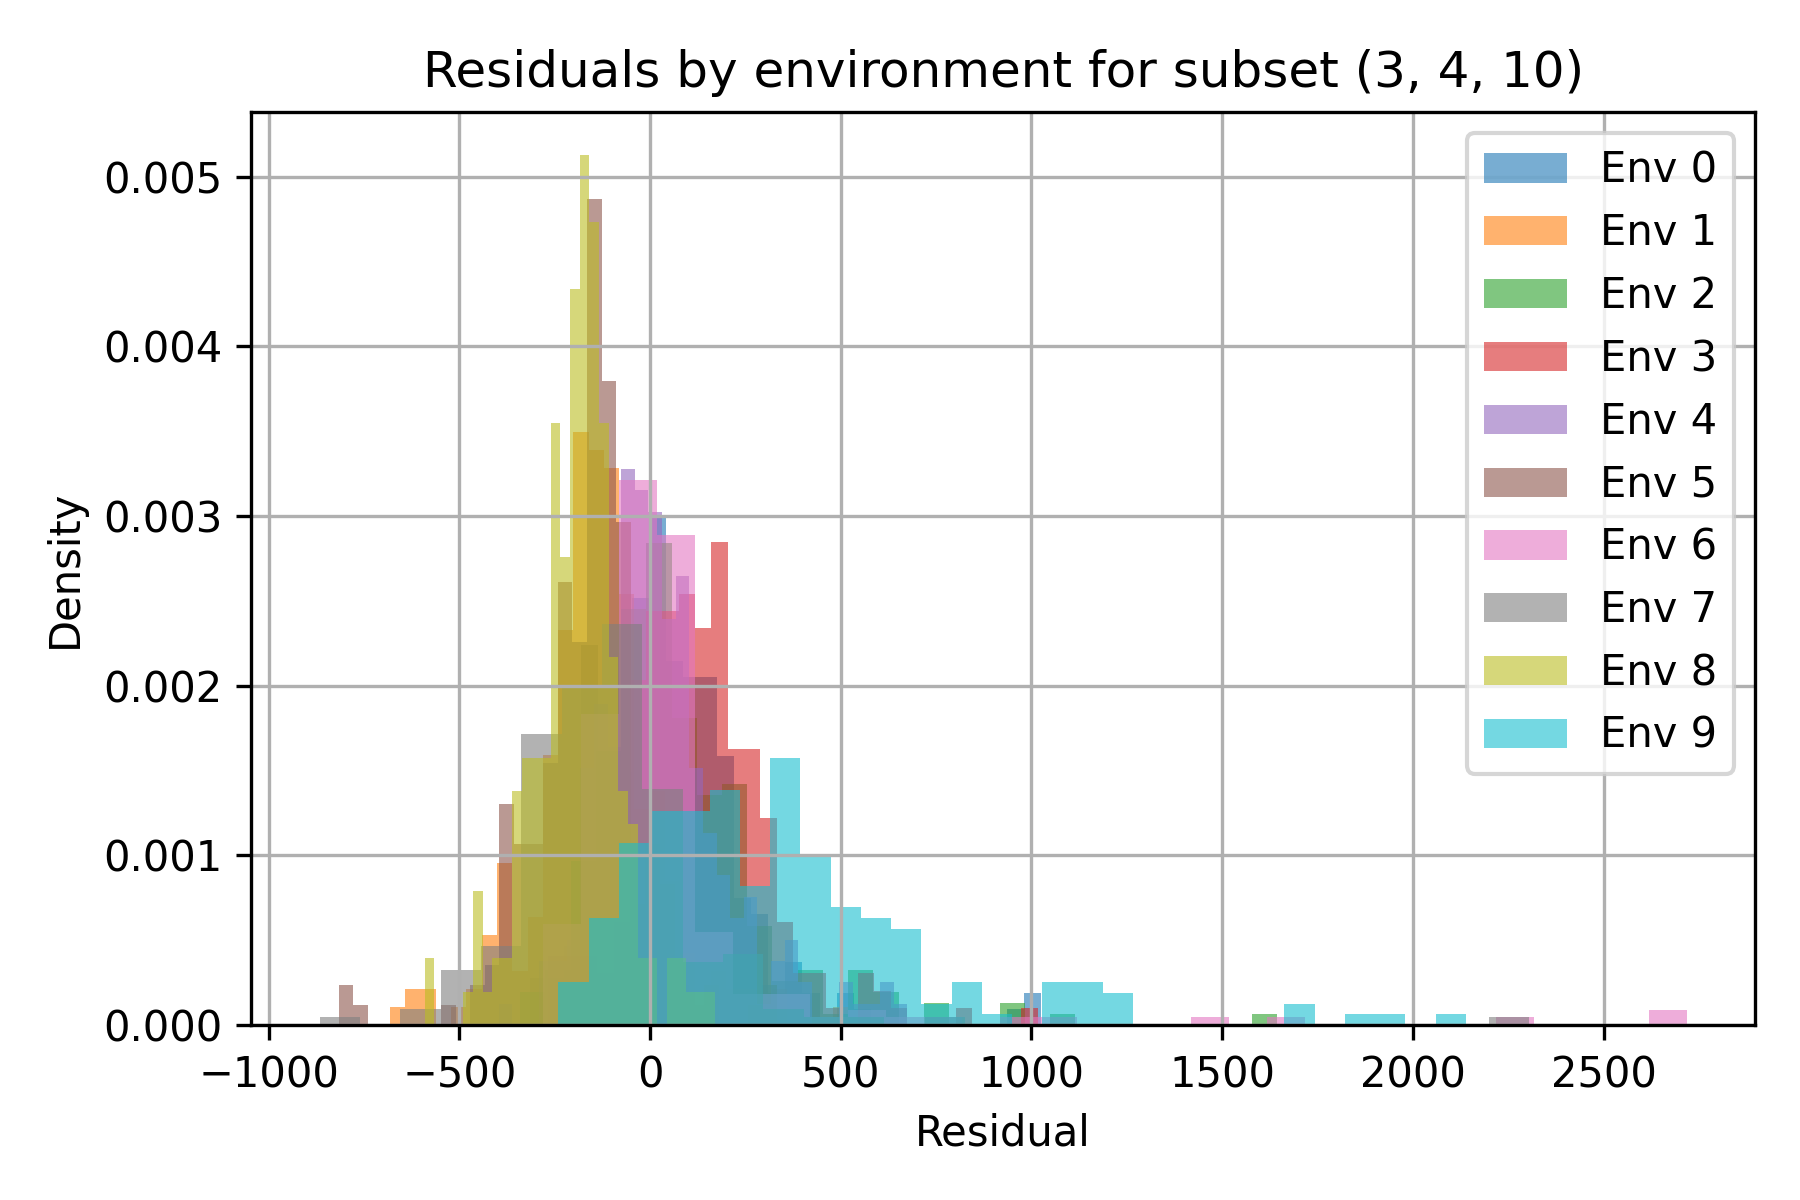 Residuals by environment for subset (3, 4, 10)
Density
0.005
0.004
0.003
0.002
0.001
0.000
−1000
−500
0
500
1000
1500
2000
2500
Residual
Env 0
Env 1
Env 2
Env 3
Env 4
Env 5
Env 6
Env 7
Env 8
Env 9